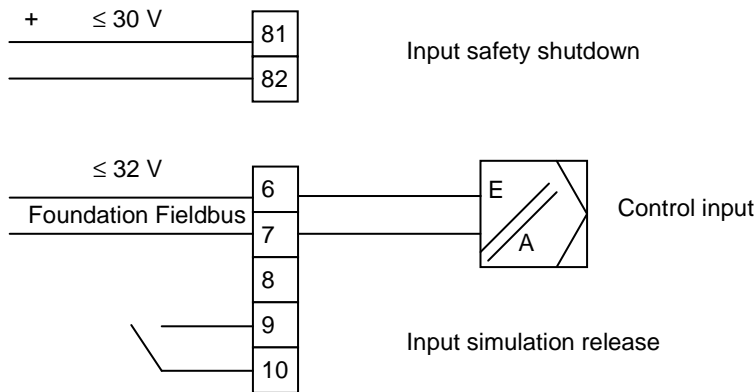 + ≤ 30 V
81
Input safety shutdown
82
≤ 32 V
6
E
Foundation Fieldbus
7
A
Control input
8
9
Input simulation release
10